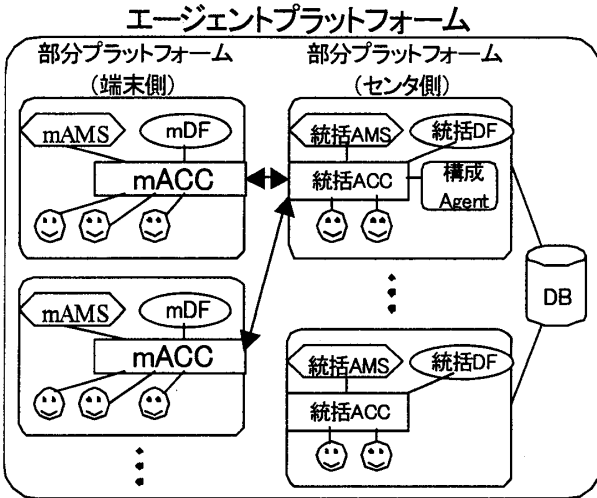 エージェントプラットフォーム
部分プラットフォーム
(端末側)
部分プラットフォーム
(センタ側)
mAMS
mDF
mACC
統括AMS
統括DF
統括ACC
構成
Agent
mAMS
mDF
mACC
DB
統括AMS
統括DF
統括ACC